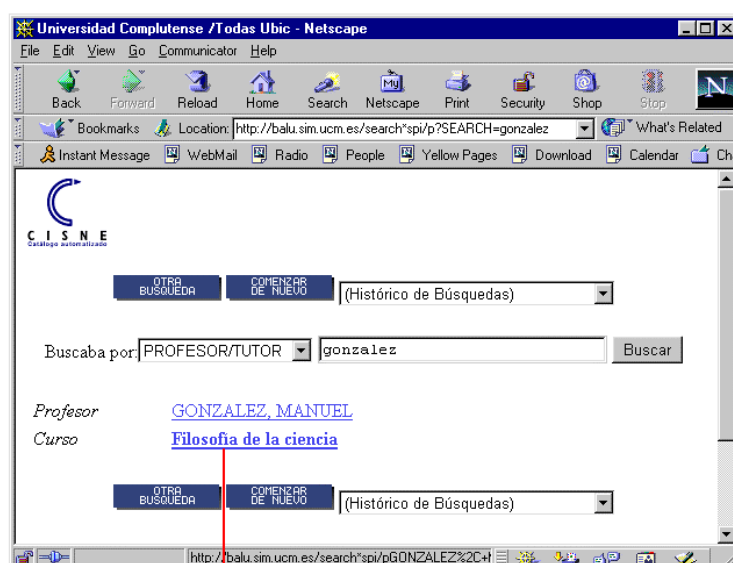 Universidad Complutense /Todas Ubic - Netscape
File Edit View Go Communicator Help
Back Forward Reload Home Search Netscape Print Security Shop Stop
Bookmarks Location: http://balu.sim.ucm.es/search*spi/p?SEARCH=gonzalez What's Related
Instant Message WebMail Radio People Yellow Pages Download Calendar Ch
CISNE
Catálogo automatizado
OTRA BUSQUEDA COMENZAR DE NUEVO (Histórico de Búsquedas)
Buscaba por: PROFESOR/TUTOR gonzalez Buscar
Profesor GONZALEZ, MANUEL
Curso Filosofía de la ciencia
OTRA BUSQUEDA COMENZAR DE NUEVO (Histórico de Búsquedas)
http://balu.sim.ucm.es/search*spi/pGONZALEZ%2C+